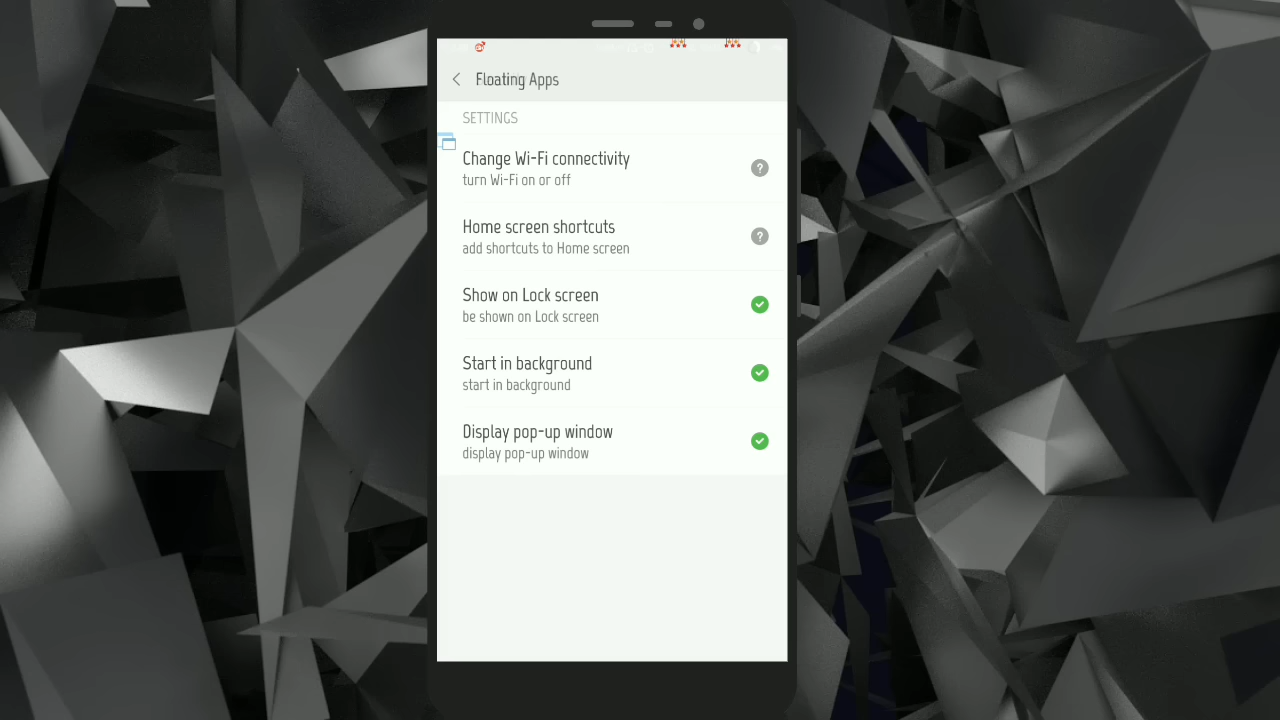 Floating Apps
SETTINGS
Change Wi-Fi connectivity
turn Wi-Fi on or off
Home screen shortcuts
add shortcuts to Home screen
Show on Lock screen
be shown on Lock screen
Start in background
start in background
Display pop-up window
display pop-up window